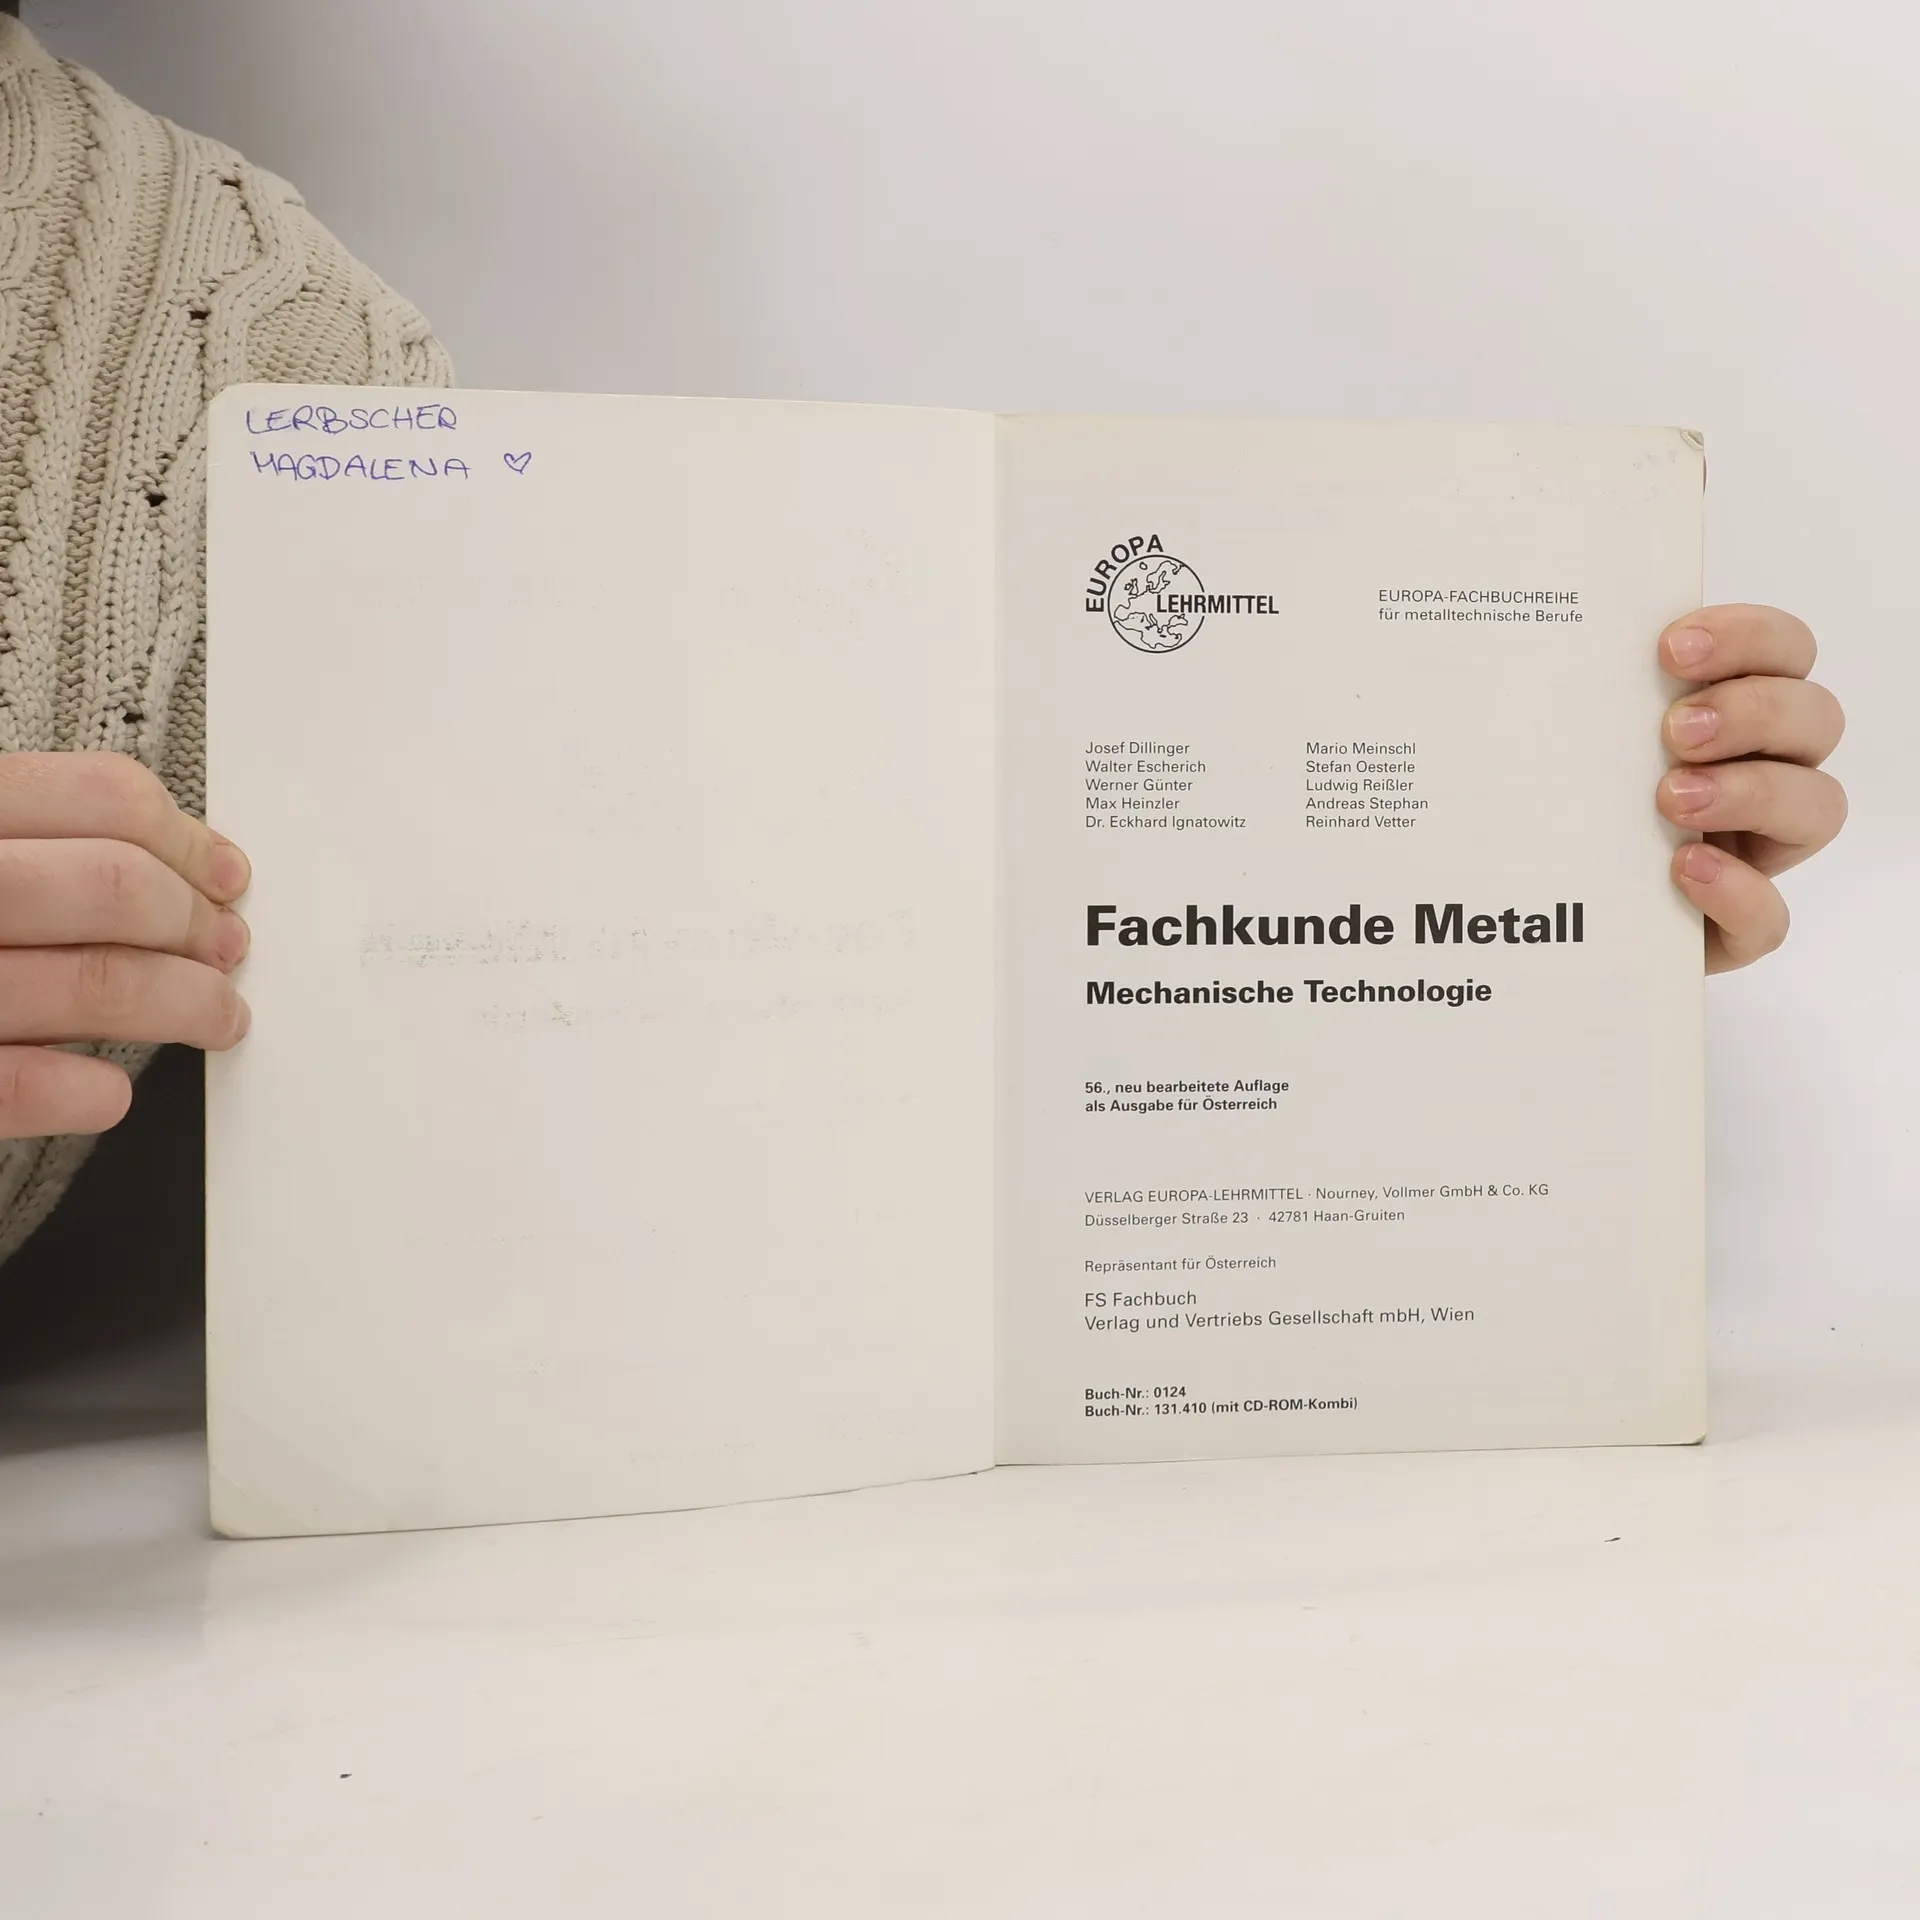 LERBSCHER
MAGDALENA ♡
EUROPA
LEHRMITTEL
EUROPA-FACHBUCHREIHE
für metalltechnische Berufe
Josef Dillinger
Walter Escherich
Werner Günter
Max Heinzler
Dr. Eckhard Ignatowitz
Mario Meinschl
Stefan Oesterle
Ludwig Reißler
Andreas Stephan
Reinhard Vetter
Fachkunde Metall
Mechanische Technologie
56., neu bearbeitete Auflage
als Ausgabe für Österreich
VERLAG EUROPA-LEHRMITTEL · Nourney, Vollmer GmbH & Co. KG
Düsselberger Straße 23 · 42781 Haan-Gruiten
Repräsentant für Österreich
FS Fachbuch
Verlag und Vertriebs Gesellschaft mbH, Wien
Buch-Nr.: 0124
Buch-Nr.: 131.410 (mit CD-ROM-Kombi)